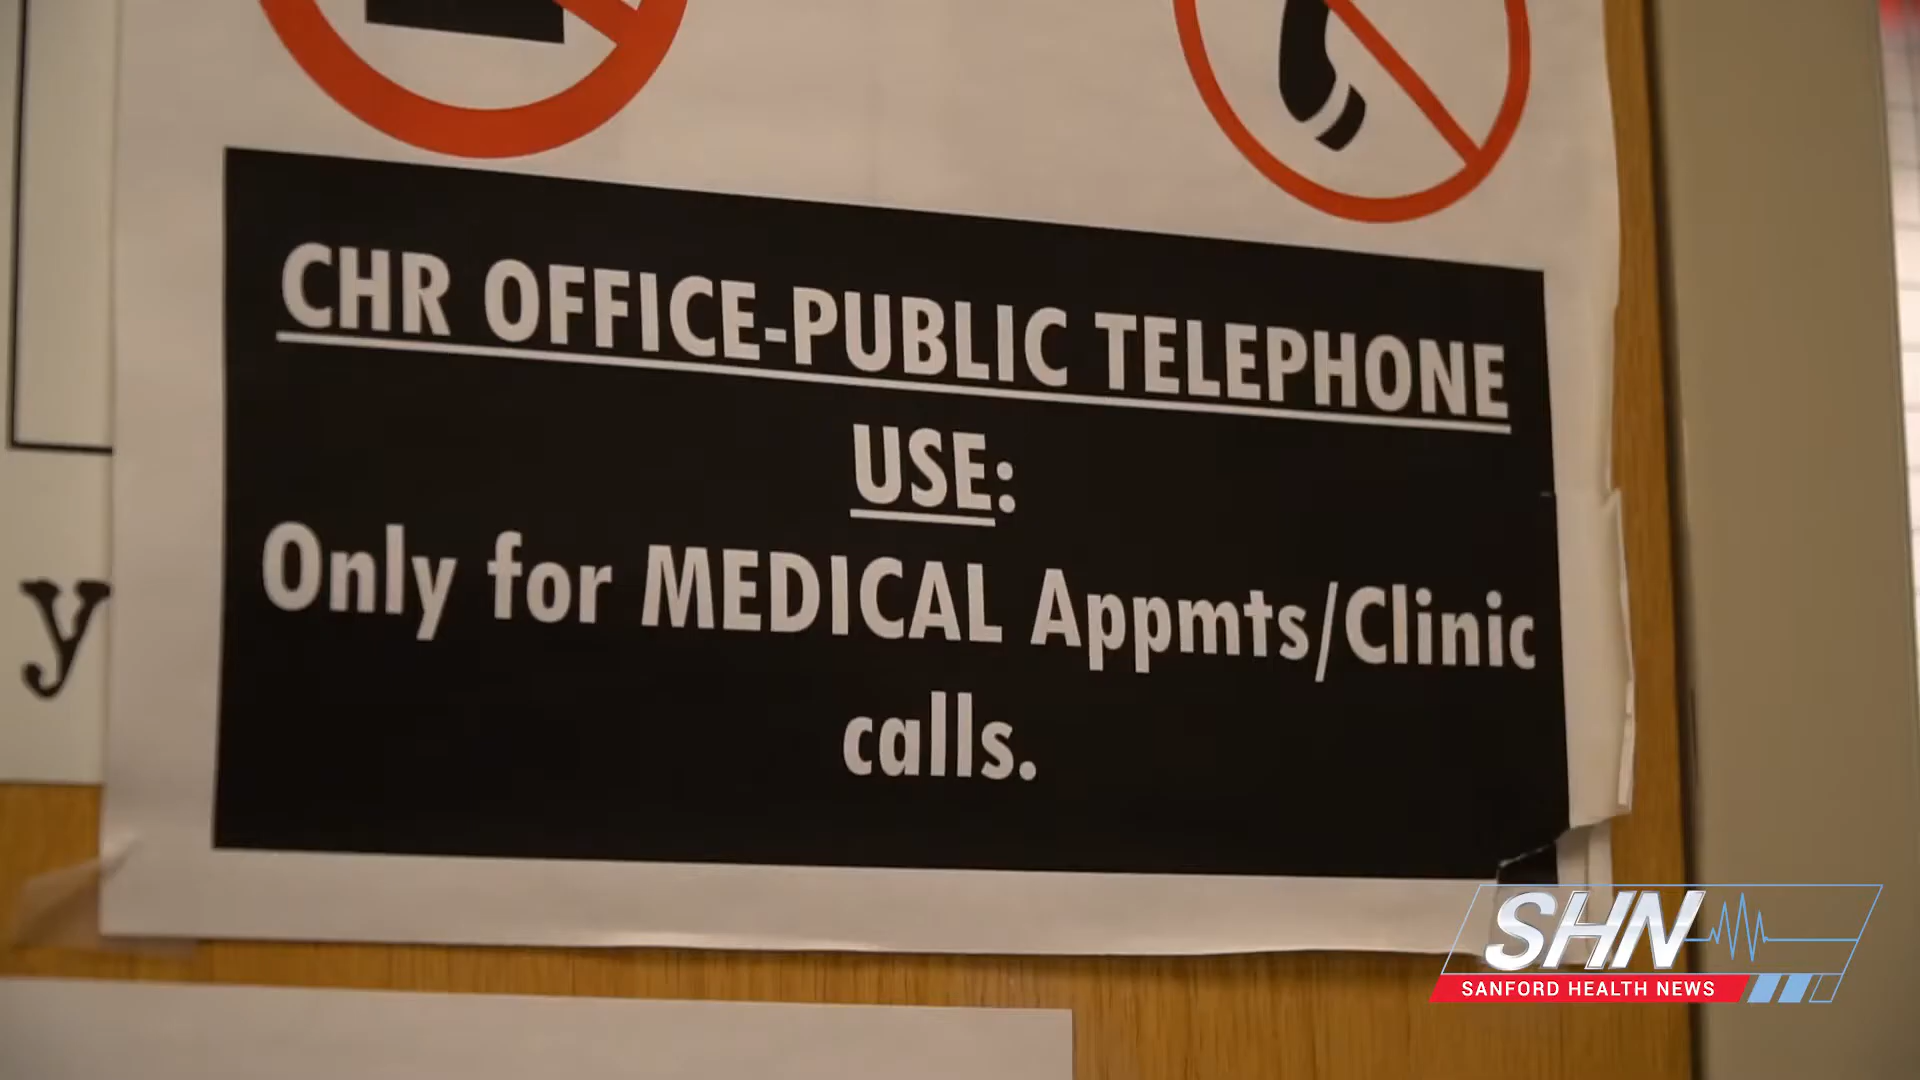 CHR OFFICE-PUBLIC TELEPHONE
USE:
Only for MEDICAL Appmts/Clinic
calls.
y
SHN
SANFORD HEALTH NEWS